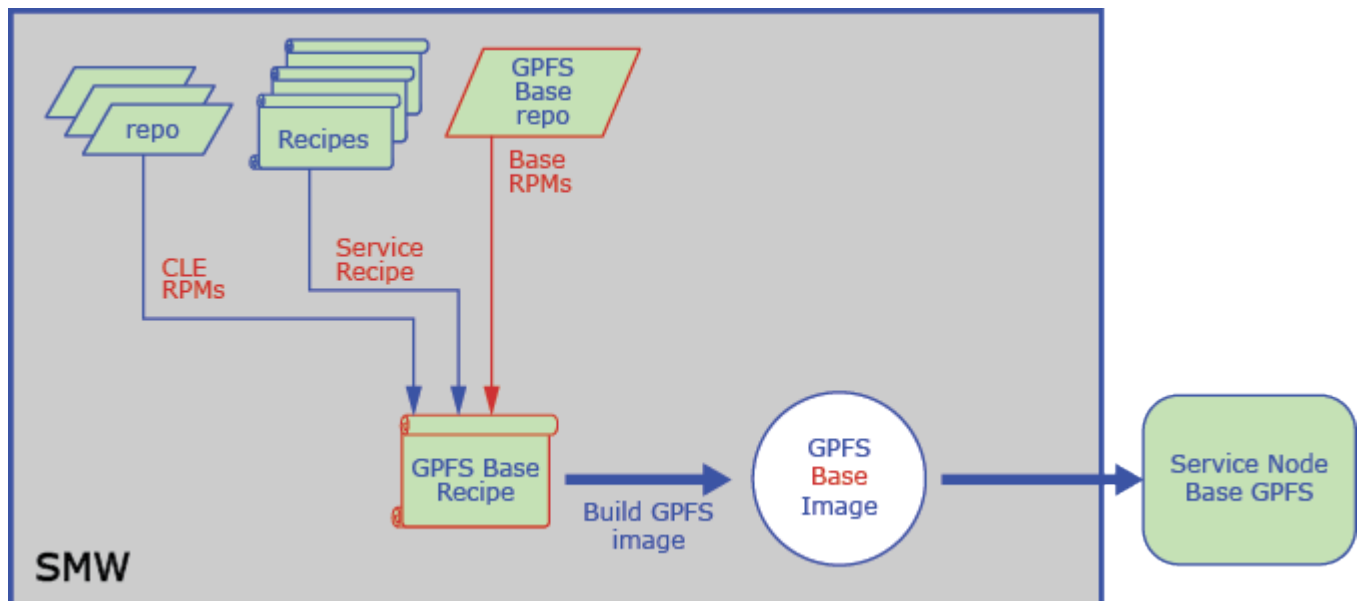 repo
Recipes
GPFS
Base
repo
Base
RPMs
CLE
RPMs
Service
Recipe
GPFS Base
Recipe
Build GPFS
image
GPFS
Base
Image
Service Node
Base GPFS
SMW